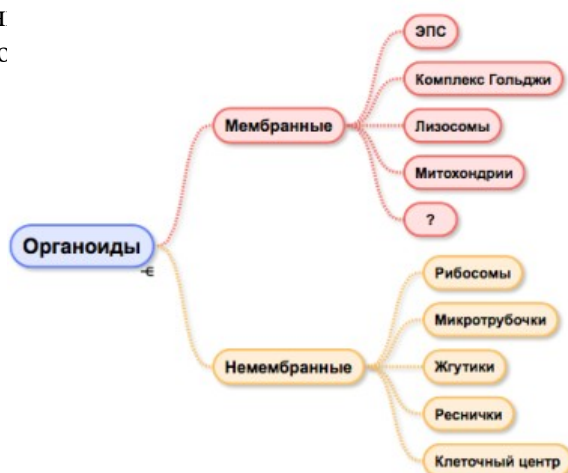 ЭПС
Комплекс Гольджи
Мембранные
Лизосомы
Митохондрии
?
Органоиды
Рибосомы
Микротрубочки
Немембранные
Жгутики
Реснички
Клеточный центр